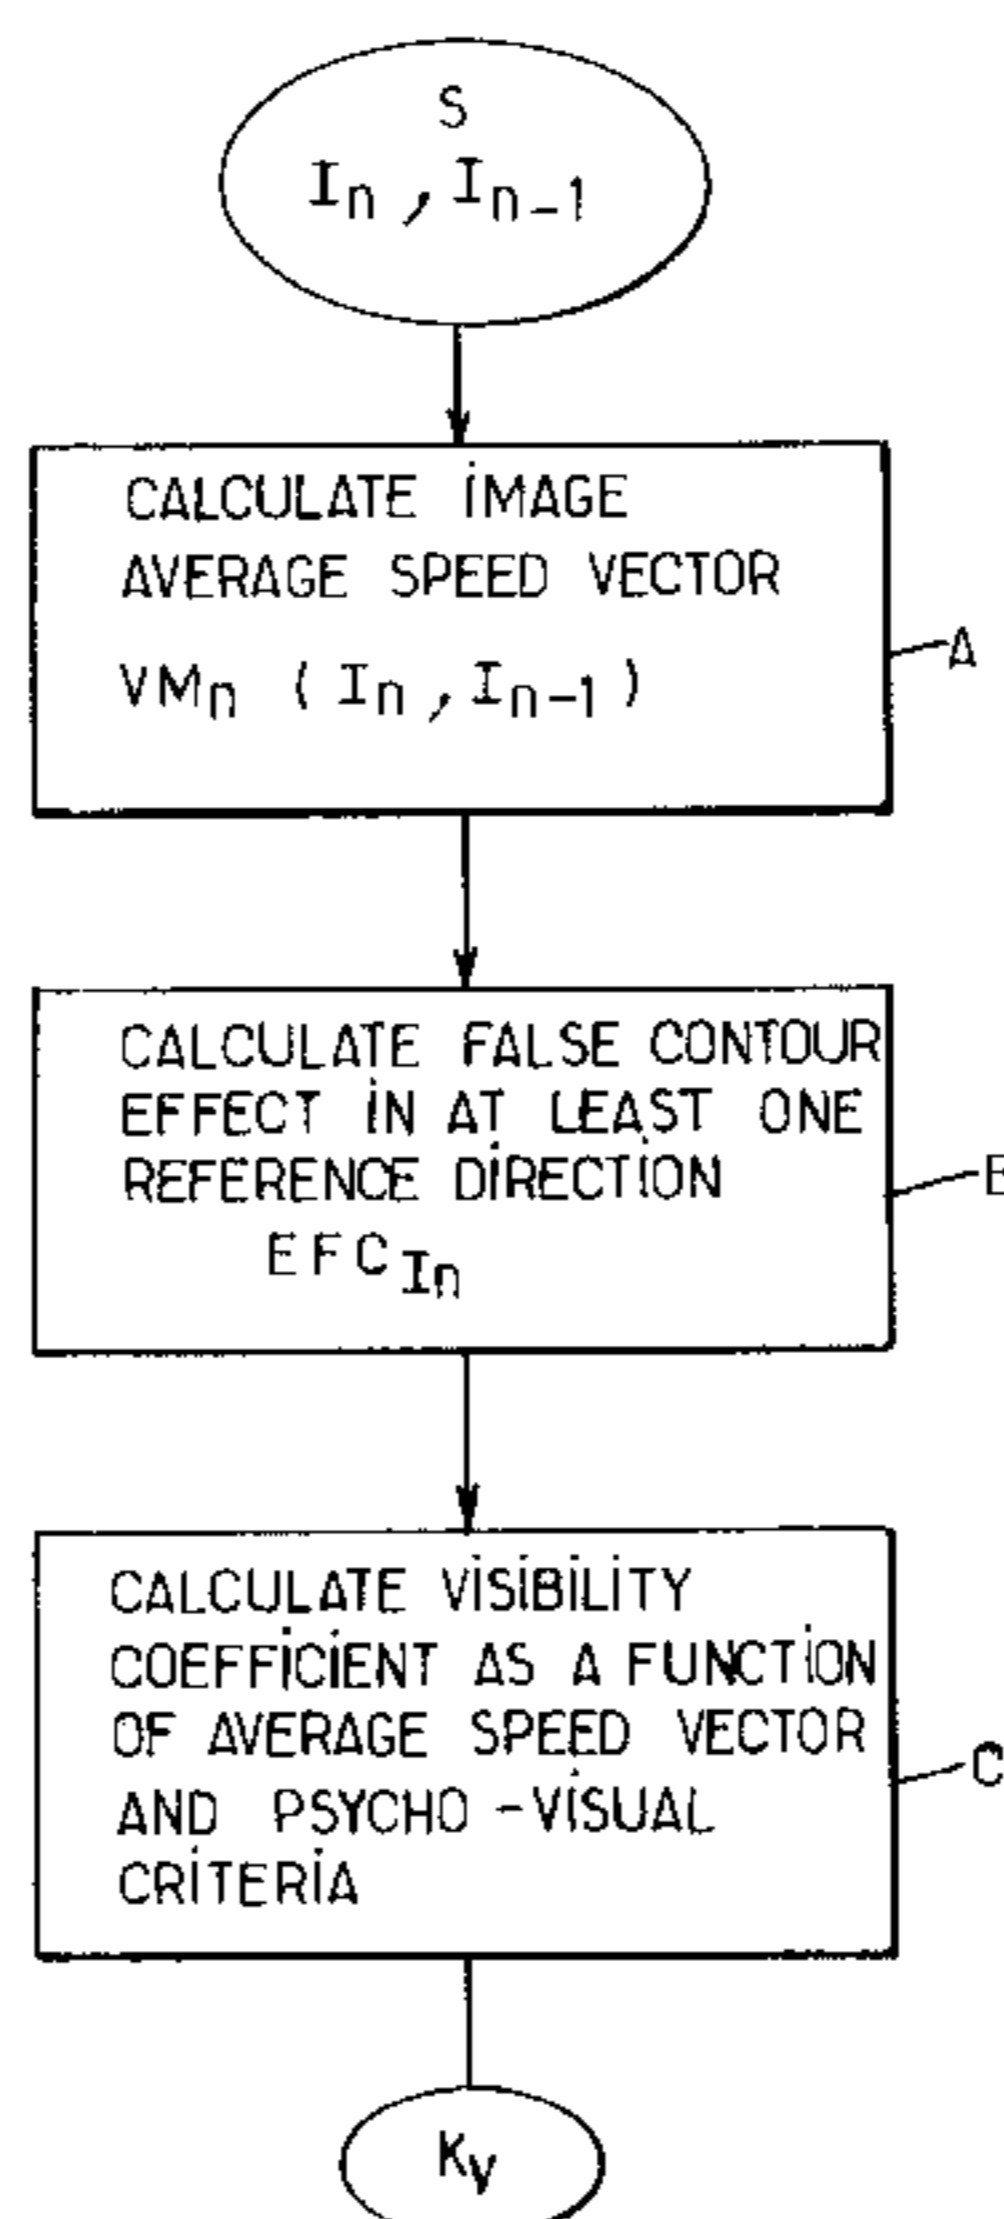 S
Iₙ , Iₙ₋₁
CALCULATE IMAGE
AVERAGE SPEED VECTOR
VMₙ ( Iₙ , Iₙ₋₁ )
A
CALCULATE FALSE CONTOUR
EFFECT IN AT LEAST ONE
REFERENCE DIRECTION
EFC Iₙ
CALCULATE VISIBILITY
COEFFICIENT AS A FUNCTION
OF AVERAGE SPEED VECTOR
AND PSYCHO - VISUAL
CRITERIA
C
Kᵥ